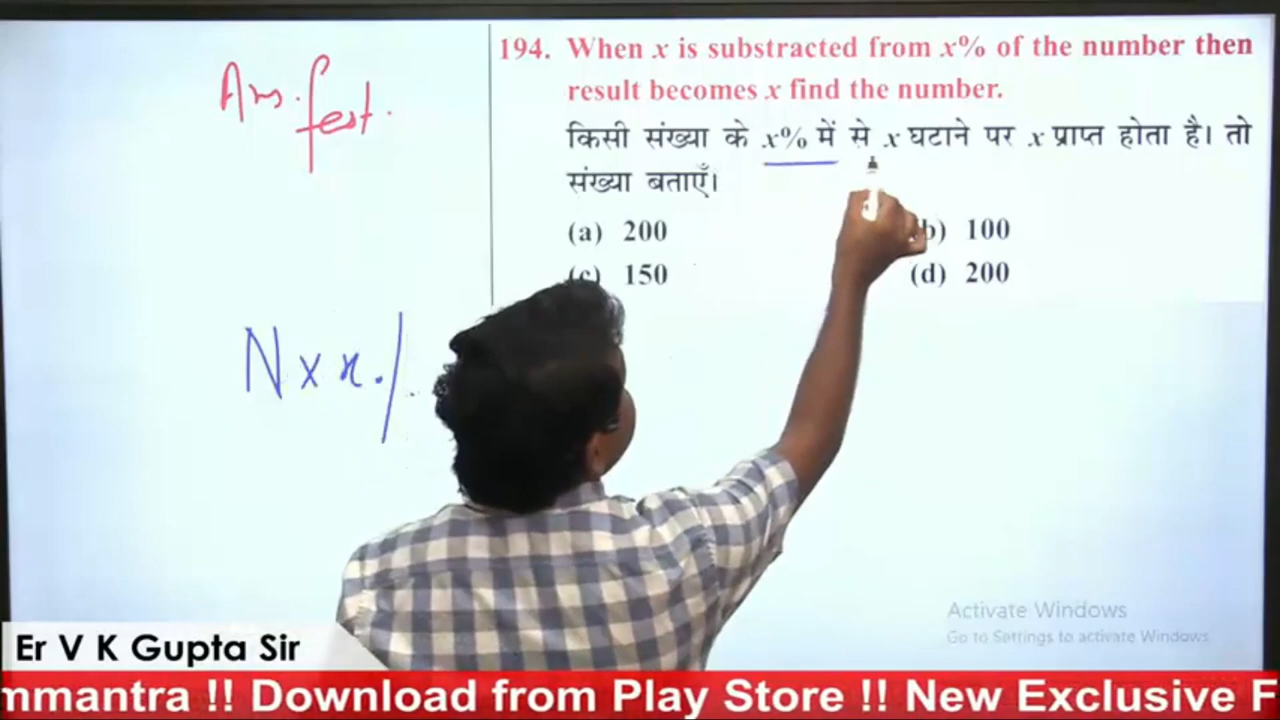 Ans. fest.
194. When x is substracted from x% of the number then
result becomes x find the number.
किसी संख्या के x% में से x घटाने पर x प्राप्त होता है। तो
संख्या बताएँ।
(a) 200
b) 100
(c) 150
(d) 200
N x x %
Activate Windows
Go to Settings to activate Windows.
Er V K Gupta Sir
mmantra !! Download from Play Store !! New Exclusive F